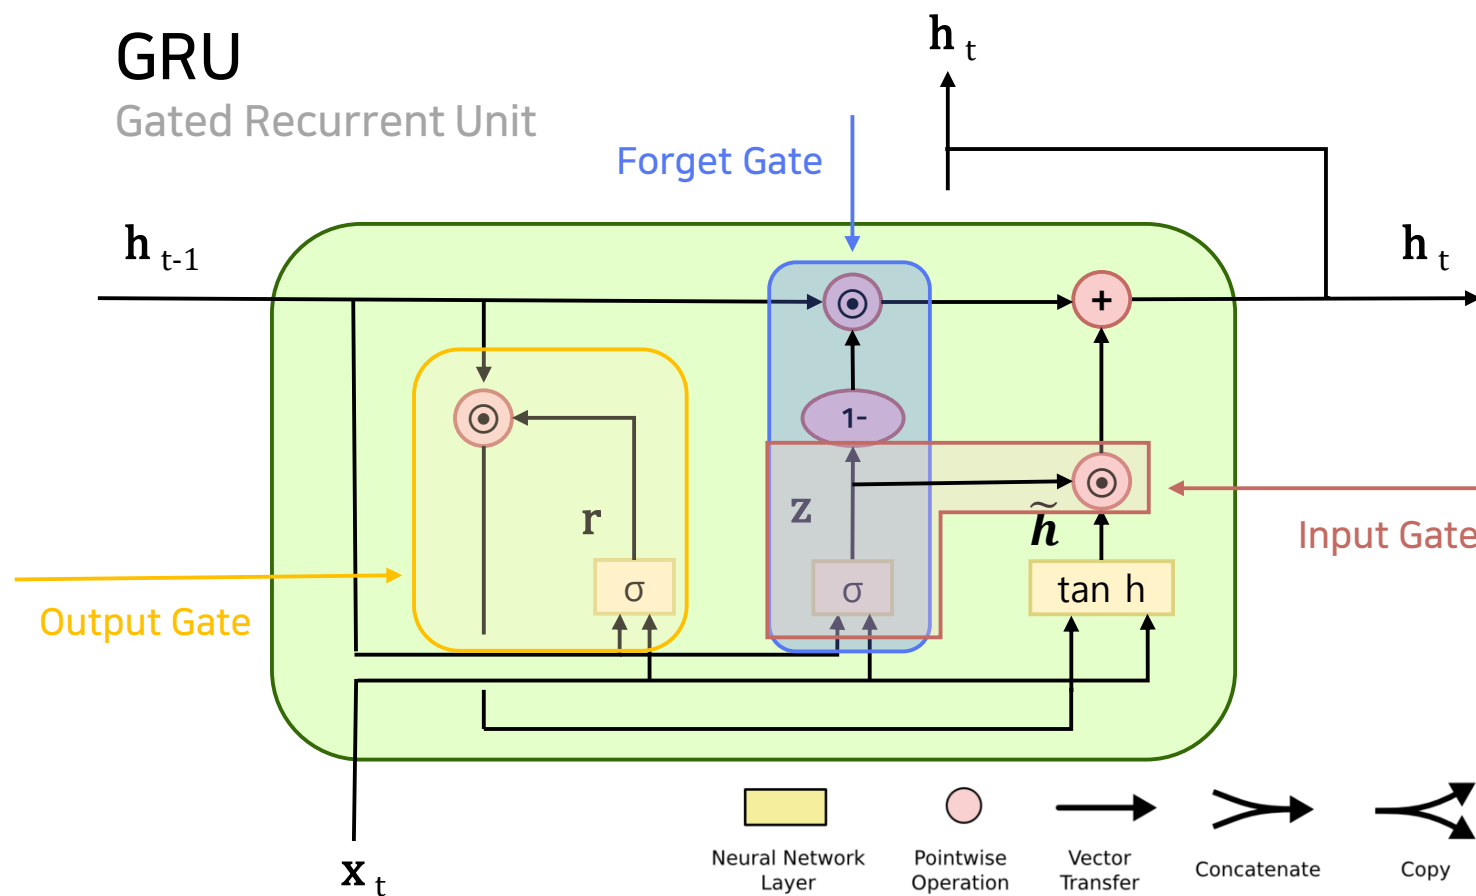 GRU
Gated Recurrent Unit
h t
Forget Gate
h t-1
h t
1-
+
z
r
h̃
Input Gate
σ
σ
tan h
Output Gate
x t
Neural Network
Layer
Pointwise
Operation
Vector
Transfer
Concatenate
Copy